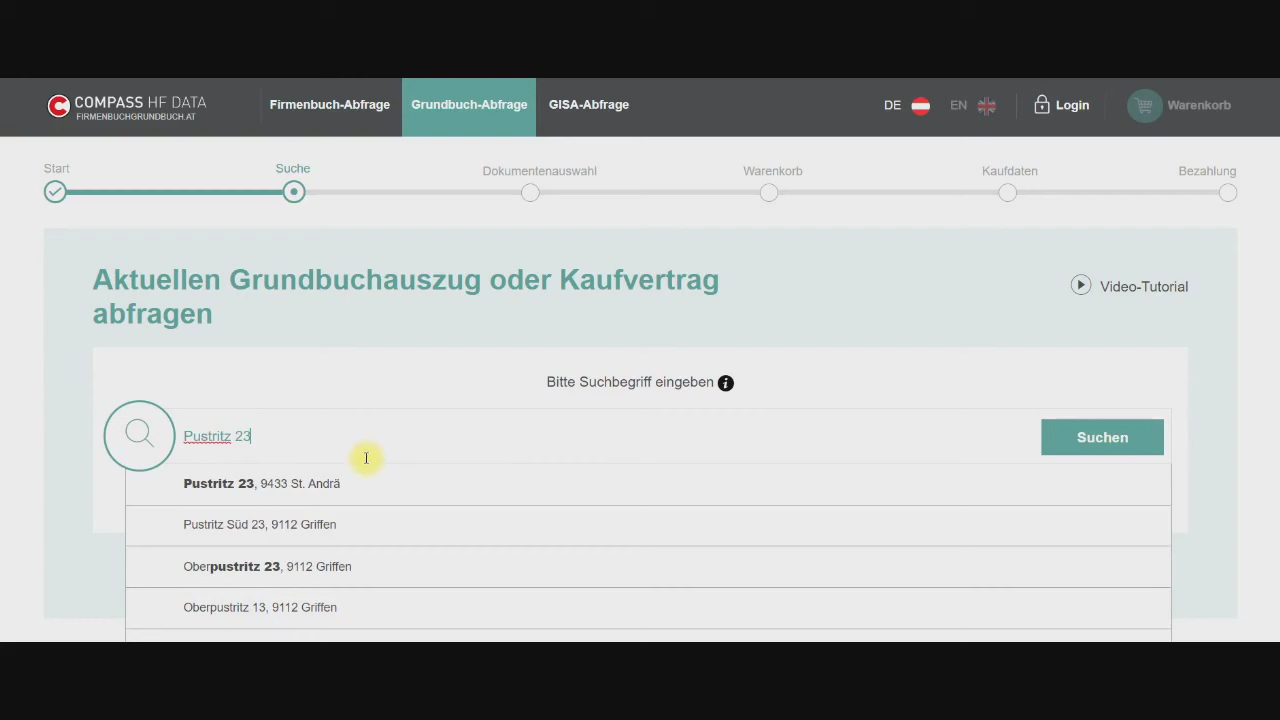 COMPASS HF DATA
FIRMENBUCHGRUNDBUCH.AT
Firmenbuch-Abfrage
Grundbuch-Abfrage
GISA-Abfrage
DE
EN
Login
Warenkorb
Start
Suche
Dokumentenauswahl
Warenkorb
Kaufdaten
Bezahlung
Aktuellen Grundbuchauszug oder Kaufvertrag
abfragen
Video-Tutorial
Bitte Suchbegriff eingeben
Pustritz 23
Suchen
Pustritz 23, 9433 St. Andrä
Pustritz Süd 23, 9112 Griffen
Oberpustritz 23, 9112 Griffen
Oberpustritz 13, 9112 Griffen